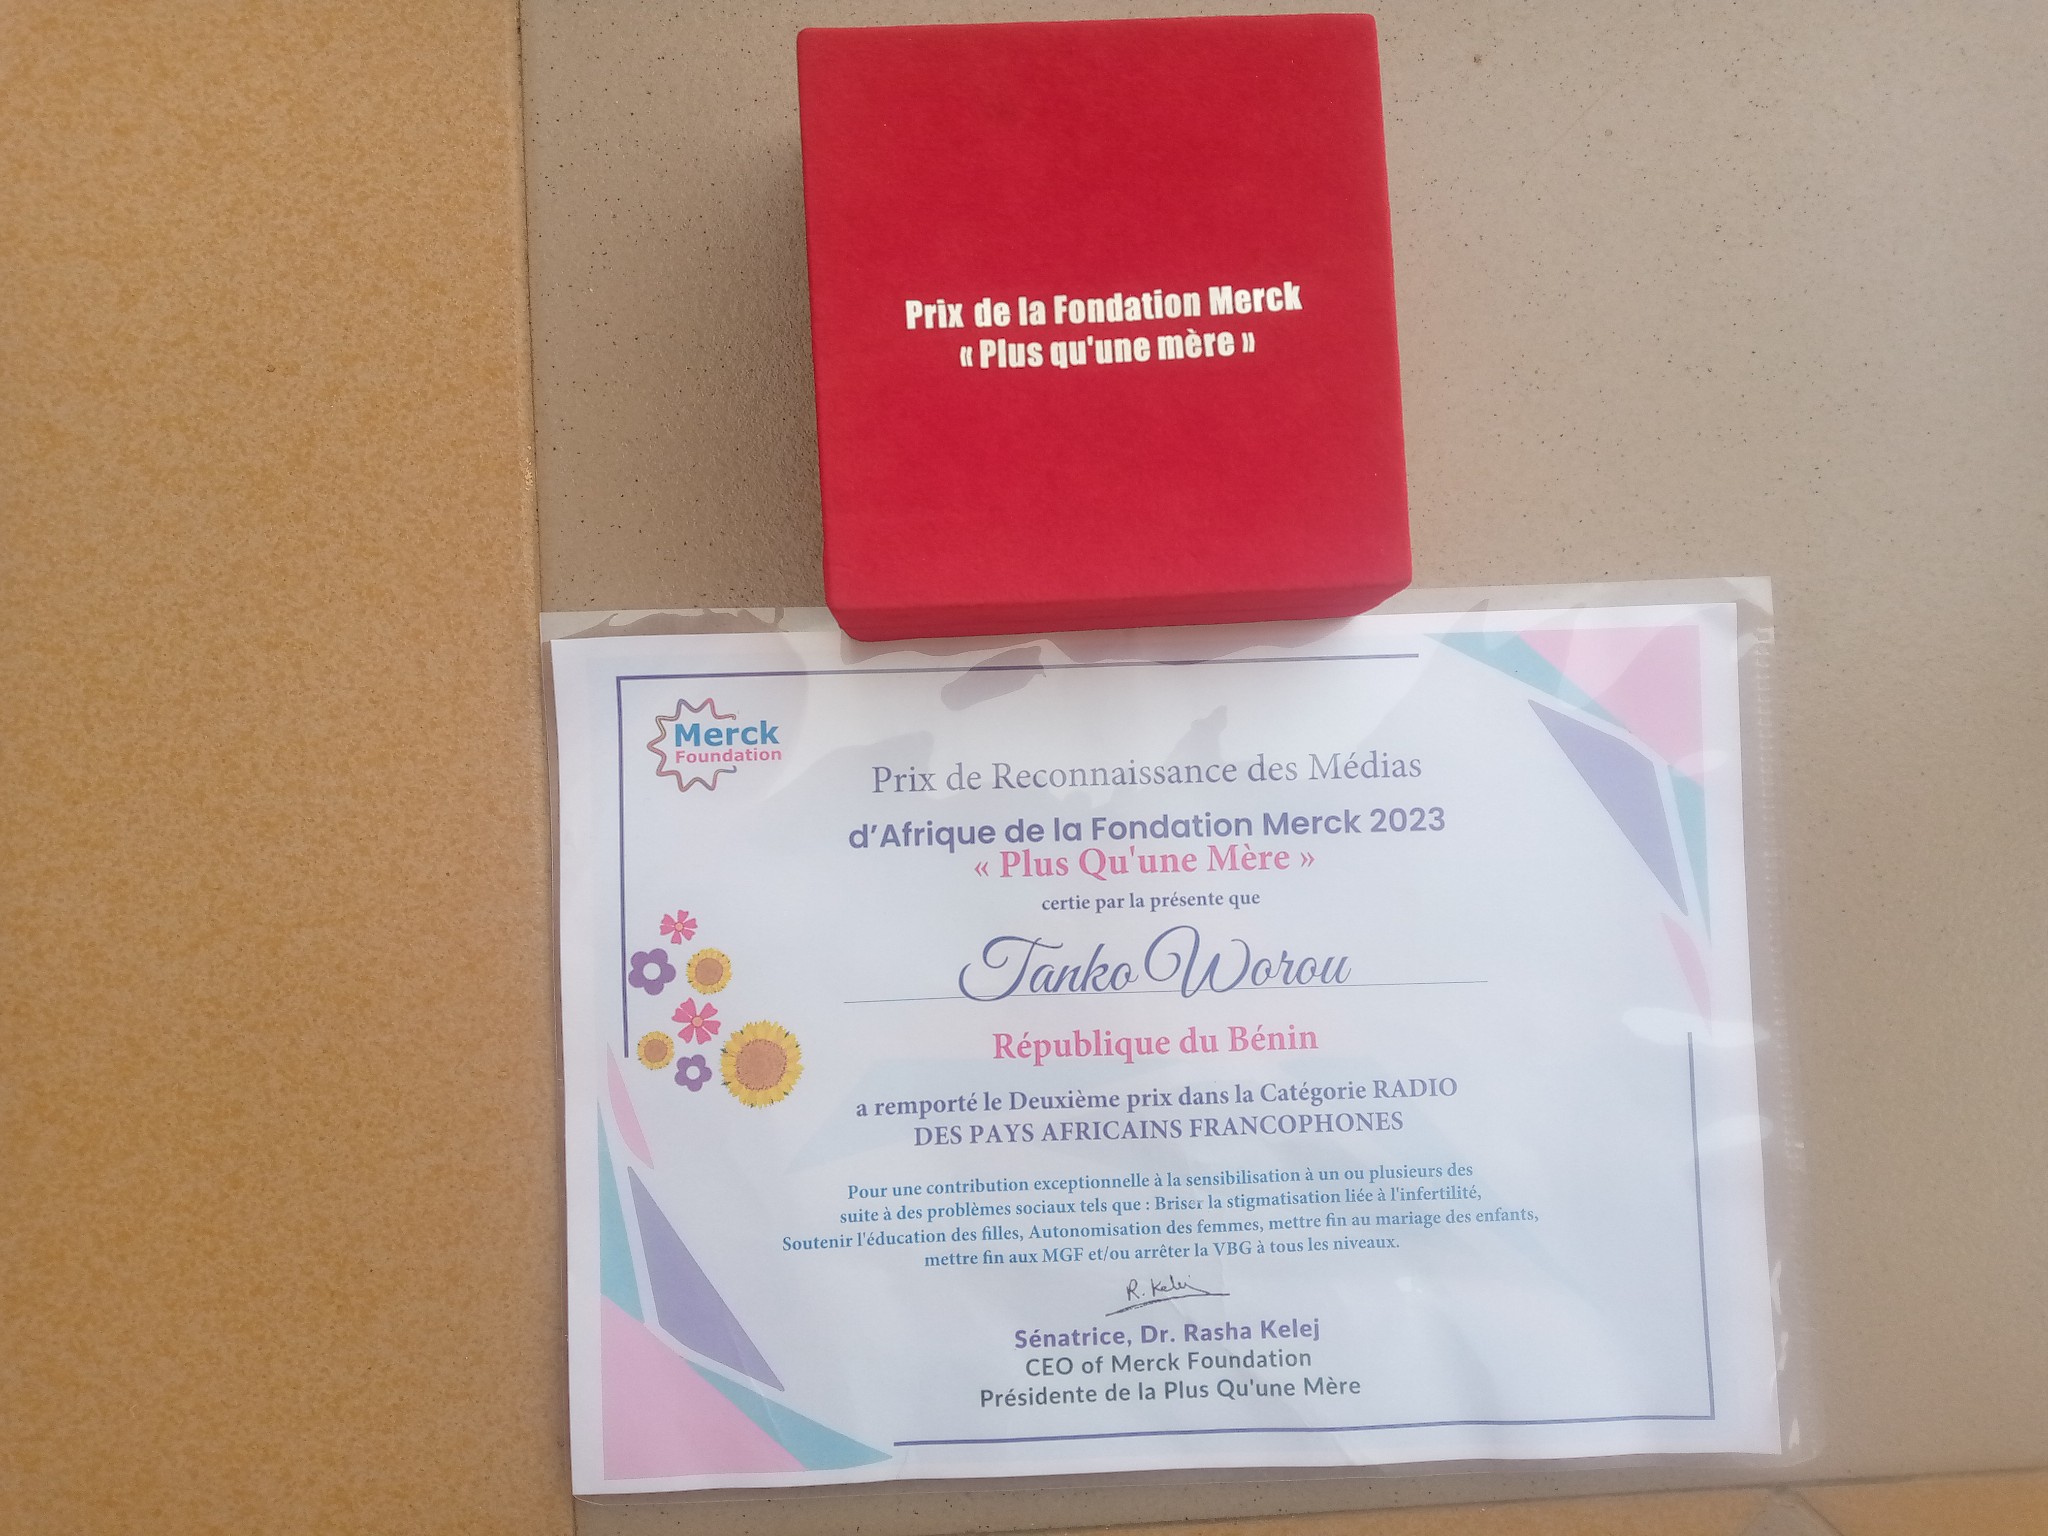 Prix de la Fondation Merck
« Plus qu'une mère »
Merck
Foundation
Prix de Reconnaissance des Médias
d'Afrique de la Fondation Merck 2023
« Plus Qu'une Mère »
certie par la présente que
Tanko Worou
République du Bénin
a remporté le Deuxième prix dans la Catégorie RADIO
DES PAYS AFRICAINS FRANCOPHONES
Pour une contribution exceptionnelle à la sensibilisation à un ou plusieurs des
suite à des problèmes sociaux tels que : Briser la stigmatisation liée à l'infertilité,
Soutenir l'éducation des filles, Autonomisation des femmes, mettre fin au mariage des enfants,
mettre fin aux MGF et/ou arrêter la VBG à tous les niveaux.
R. Kelej
Sénatrice, Dr. Rasha Kelej
CEO of Merck Foundation
Présidente de la Plus Qu'une Mère